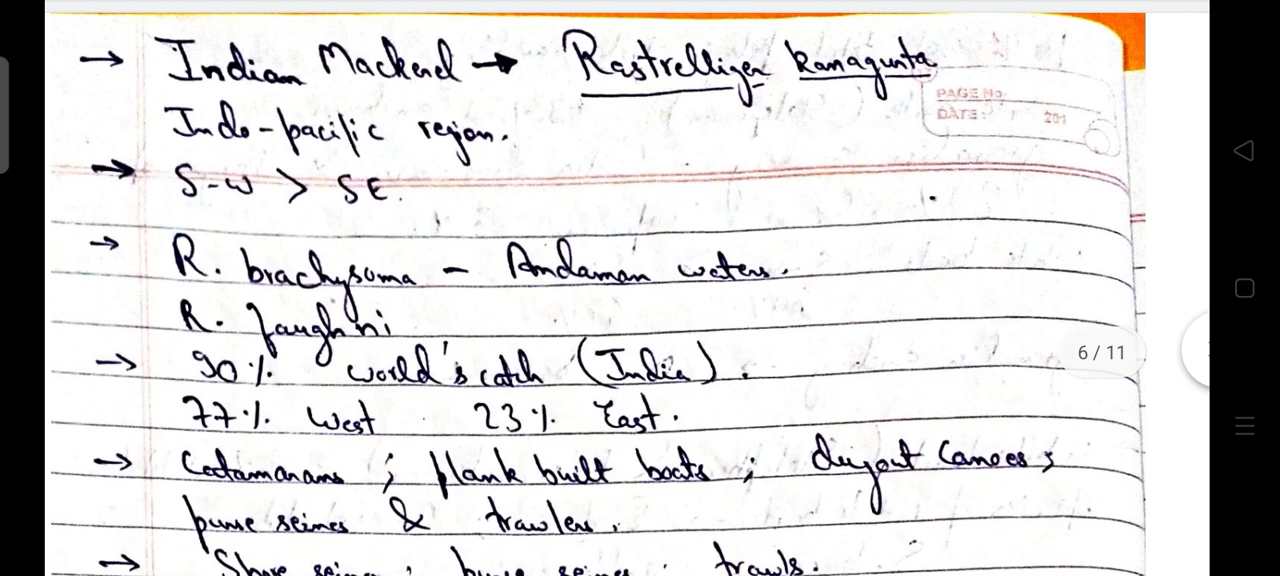 → Indian Mackerel → Rastrelliger kanagunta
PAGE No.
DATE: 201
Indo-pacific region.
→ S-W > SE.
→ R. brachysoma - Andaman waters.
R. faughni
→ 90% world's catch (India).
77% West 23% East.
→ Catamarans ; plank built boats ; dugout canoes ;
purse seines & trawlers.
→ Shore seines ; purse seines ; trawls.
6 / 11